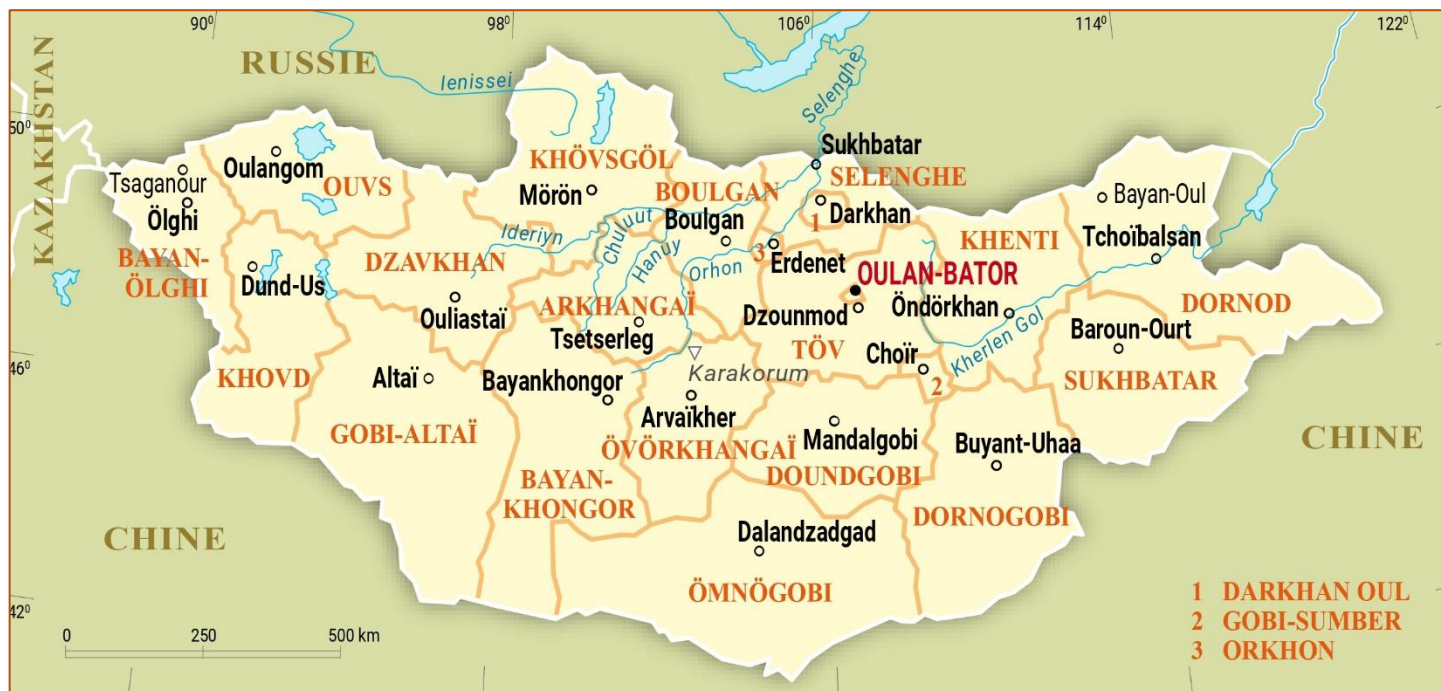 90⁰
98⁰
106⁰
114⁰
122⁰
KAZAKHSTAN
RUSSIE
Ienissei
Selenghe
50⁰
Sukhbatar
Oulangom
KHÖVSGÖL
SELENGHE
Tsaganour
OUVS
Mörön
BOULGAN
Bayan-Oul
Ölghi
1
Darkhan
Chuluut
Boulgan
KHENTI
Tchoïbalsan
Ideriyn
BAYAN-
ÖLGHI
DZAVKHAN
Hanuy
Orhon
3
Erdenet
OULAN-BATOR
Dund-Us
Öndörkhan
DORNOD
ARKHANGAÏ
Dzounmod
Ouliastaï
Tsetserleg
TÖV
Choïr
Kherlen Gol
Baroun-Ourt
46⁰
KHOVD
Altaï
Bayankhongor
Karakorum
2
SUKHBATAR
Arvaïkher
GOBI-ALTAÏ
ÖVÖRKHANGAÏ
Mandalgobi
Buyant-Uhaa
CHINE
BAYAN-
KHONGOR
DOUNDGOBI
DORNOGOBI
CHINE
Dalandzadgad
ÖMNÖGOBI
42⁰
0
250
500 km
1 DARKHAN OUL
2 GOBI-SUMBER
3 ORKHON